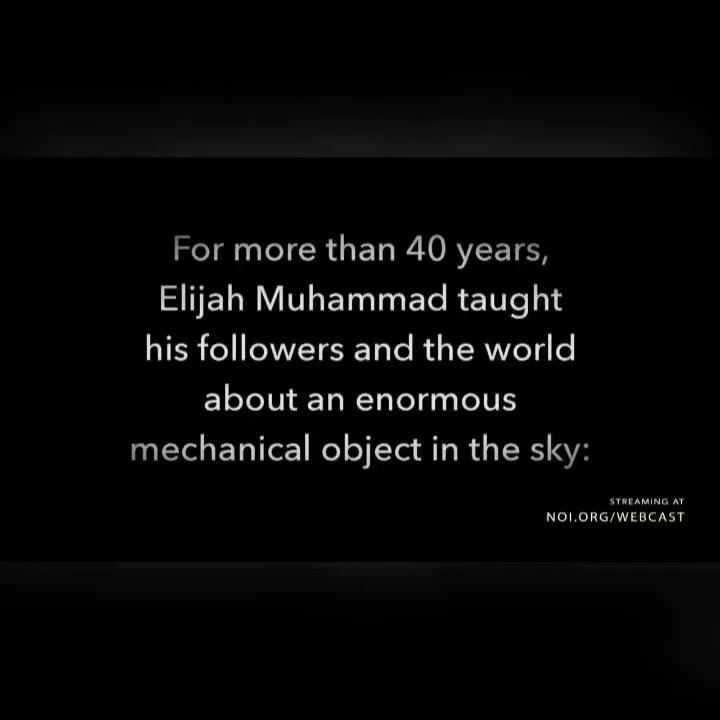 For more than 40 years,
Elijah Muhammad taught
his followers and the world
about an enormous
mechanical object in the sky:
STREAMING AT
NOI.ORG/WEBCAST